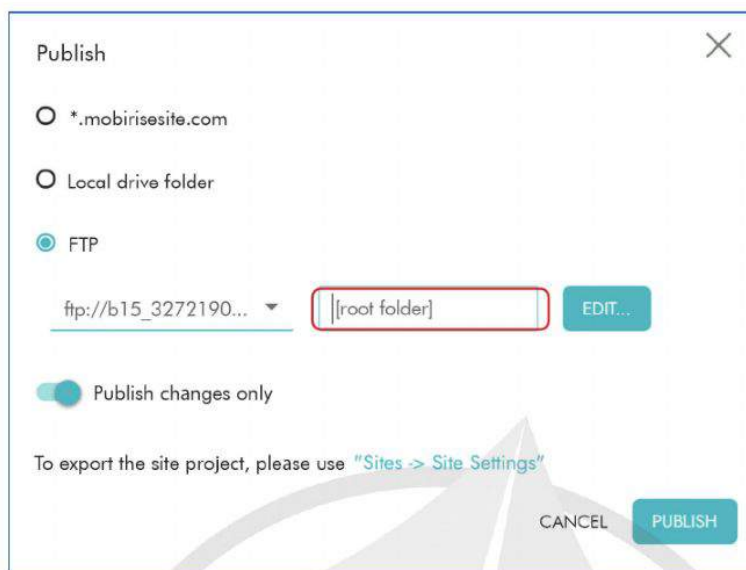 Publish
*.mobirisesite.com
Local drive folder
FTP
ftp://b15_3272190... [root folder] EDIT...
Publish changes only
To export the site project, please use "Sites -> Site Settings"
CANCEL PUBLISH